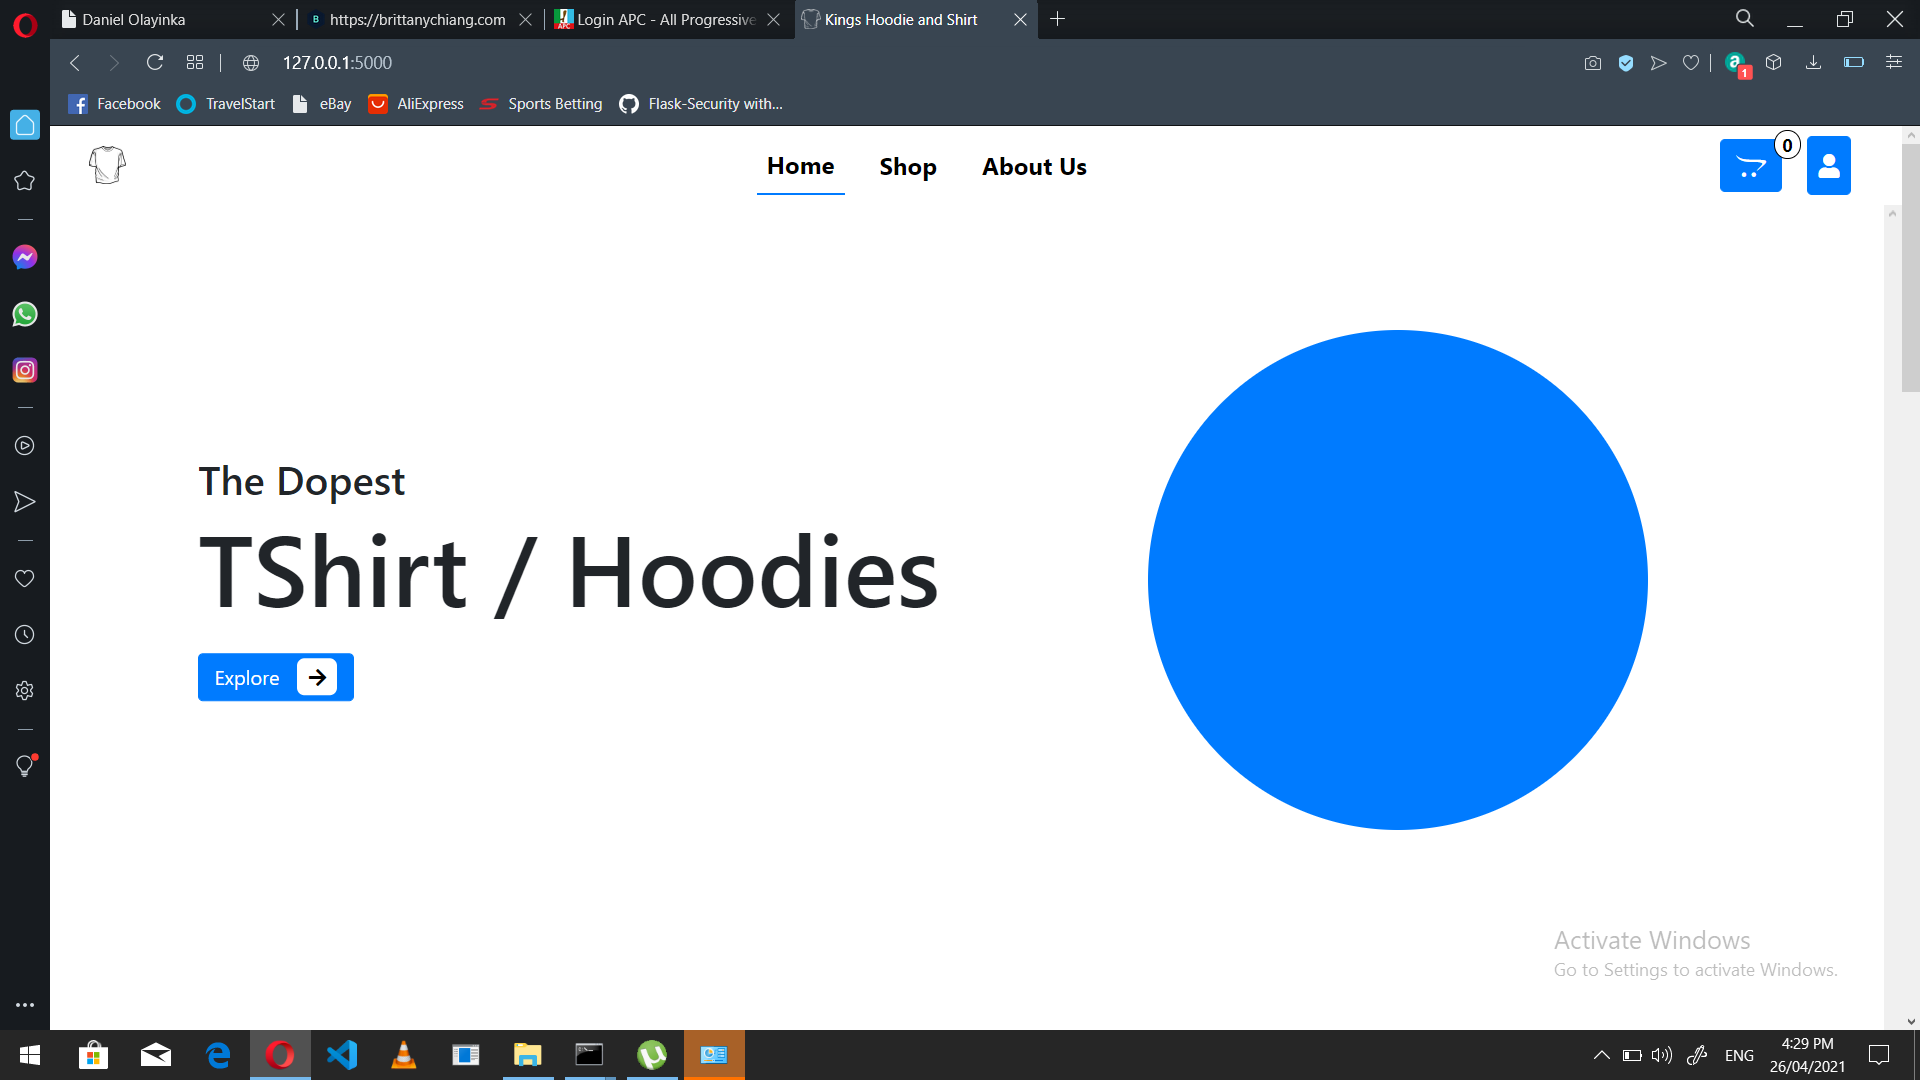 Daniel Olayinka
B https://brittanychiang.com
Login APC - All Progressive
Kings Hoodie and Shirt
127.0.0.1:5000
a 1
Facebook
TravelStart
eBay
AliExpress
Sports Betting
Flask-Security with...
Home
Shop
About Us
0
The Dopest
TShirt / Hoodies
Explore
Activate Windows
Go to Settings to activate Windows.
ENG
4:29 PM
26/04/2021